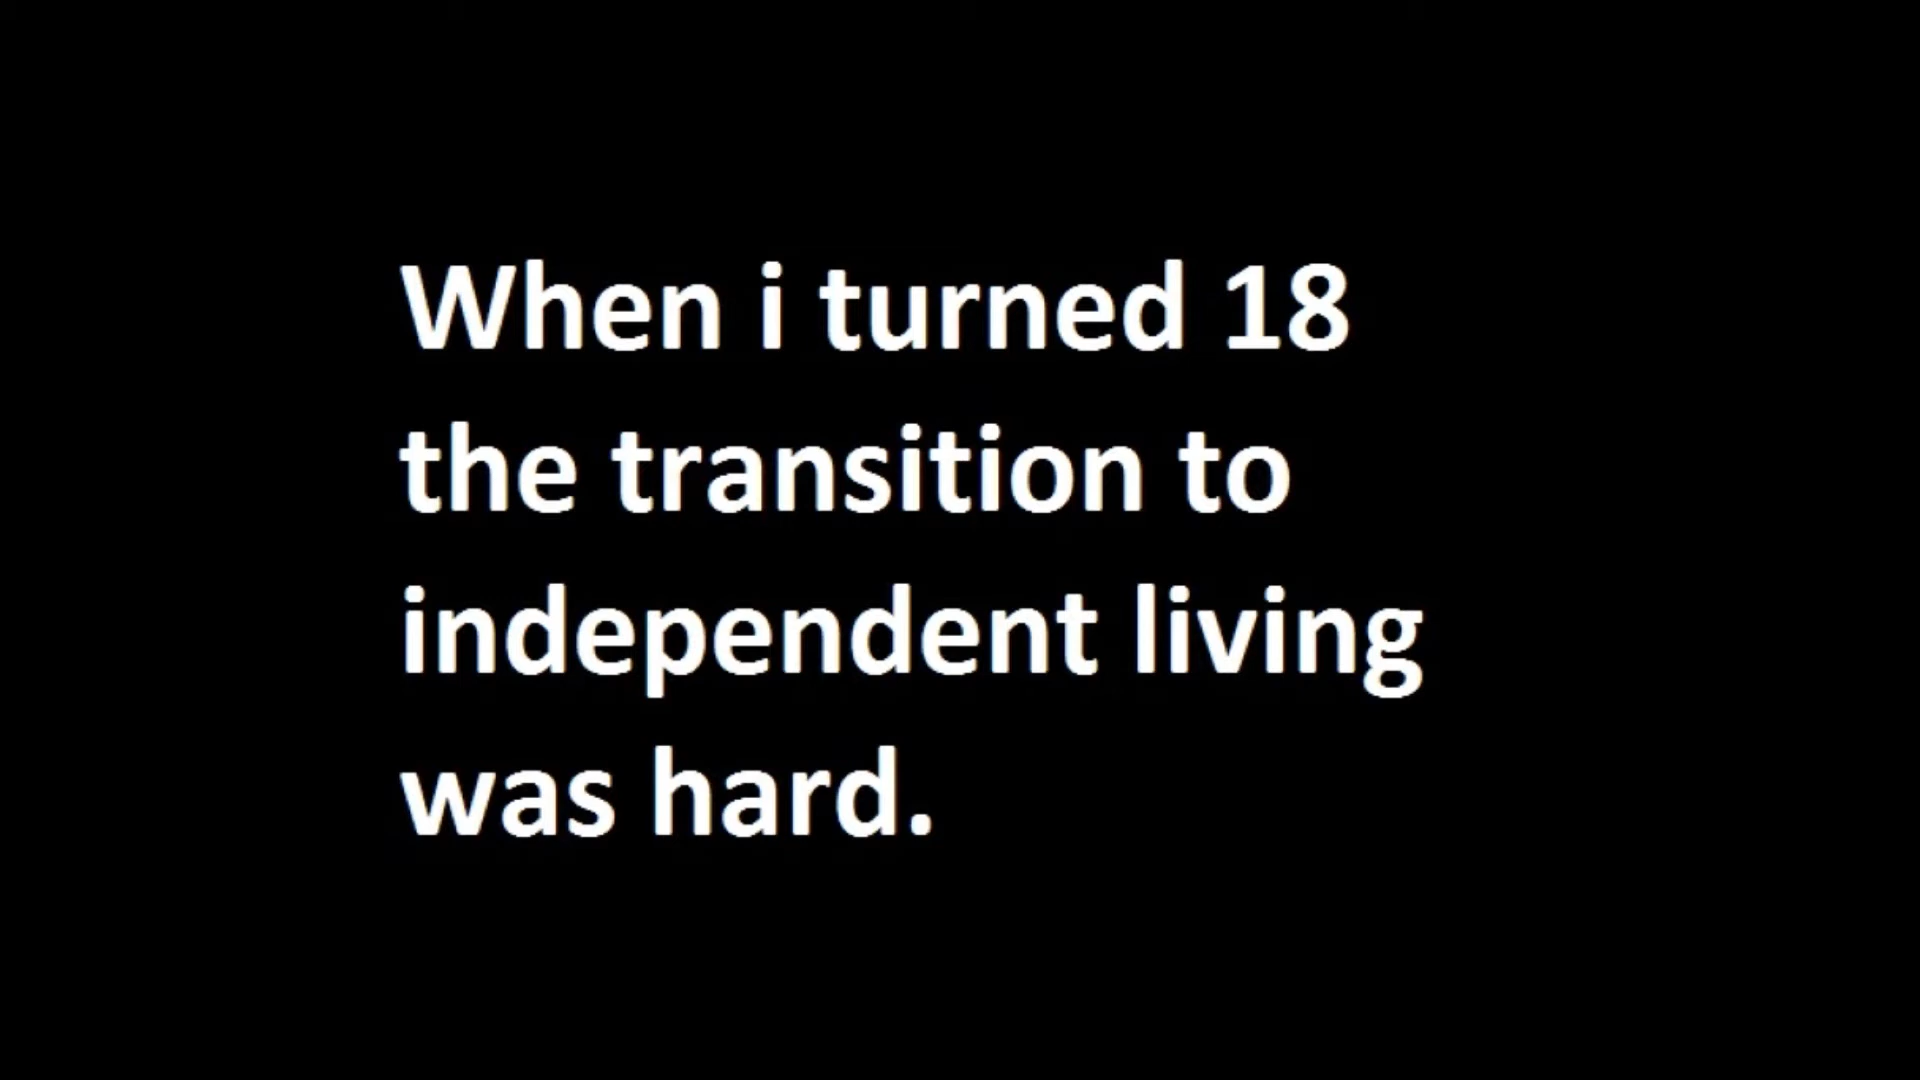 When i turned 18
the transition to
independent living
was hard.